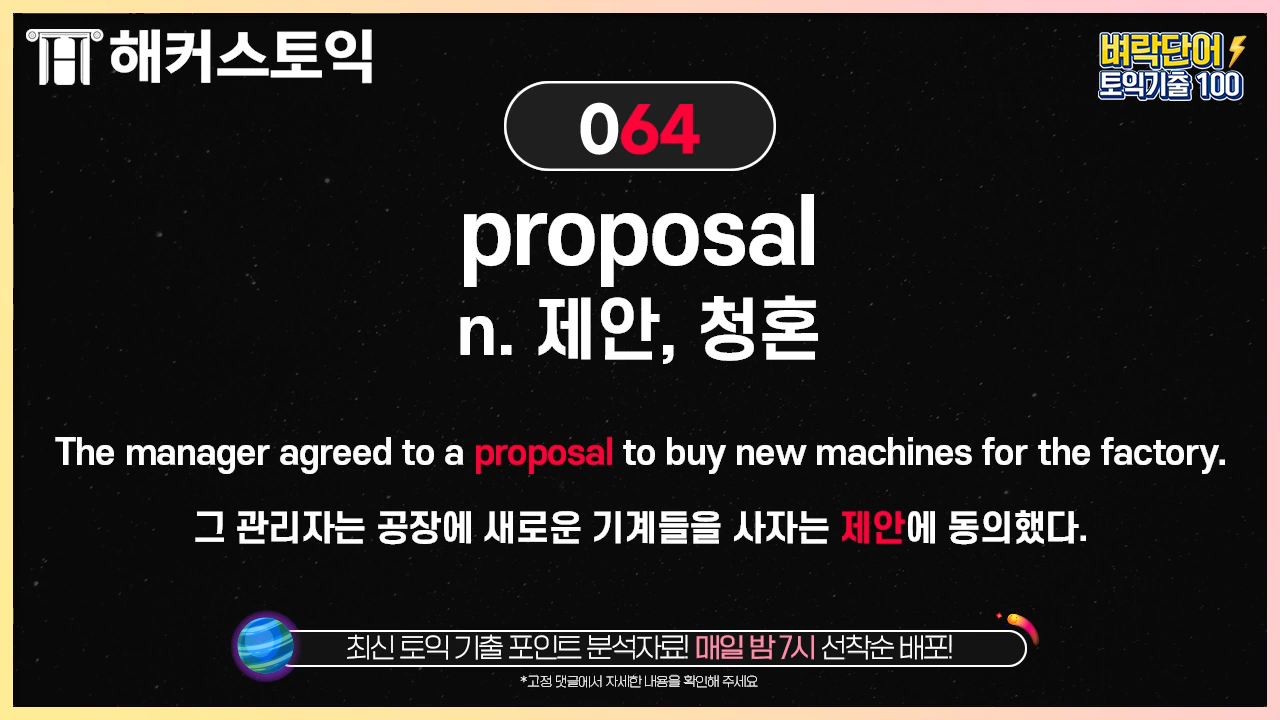 해커스토익
벼락단어
토익기출 100
064
proposal
n. 제안, 청혼
The manager agreed to a proposal to buy new machines for the factory.
그 관리자는 공장에 새로운 기계들을 사자는 제안에 동의했다.
최신 토익 기출 포인트 분석자료! 매일 밤 7시 선착순 배포!
*고정 댓글에서 자세한 내용을 확인해 주세요